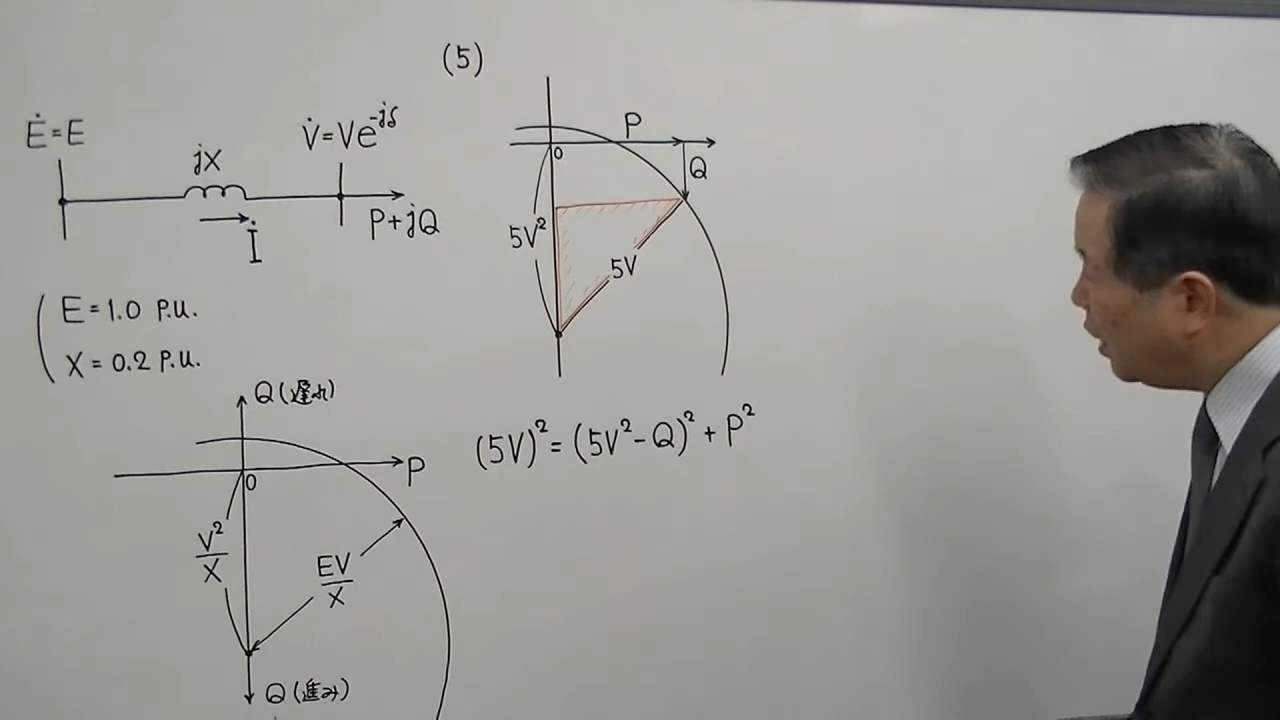 (5)
Ė=E
jX
V̇=Ve^-jδ
İ
P+jQ
E=1.0 P.U.
X=0.2 P.U.
P
0
Q
5V²
5V
(5V)²=(5V²-Q)²+P²
Q(遅れ)
P
0
V²/X
EV/X
Q(進み)